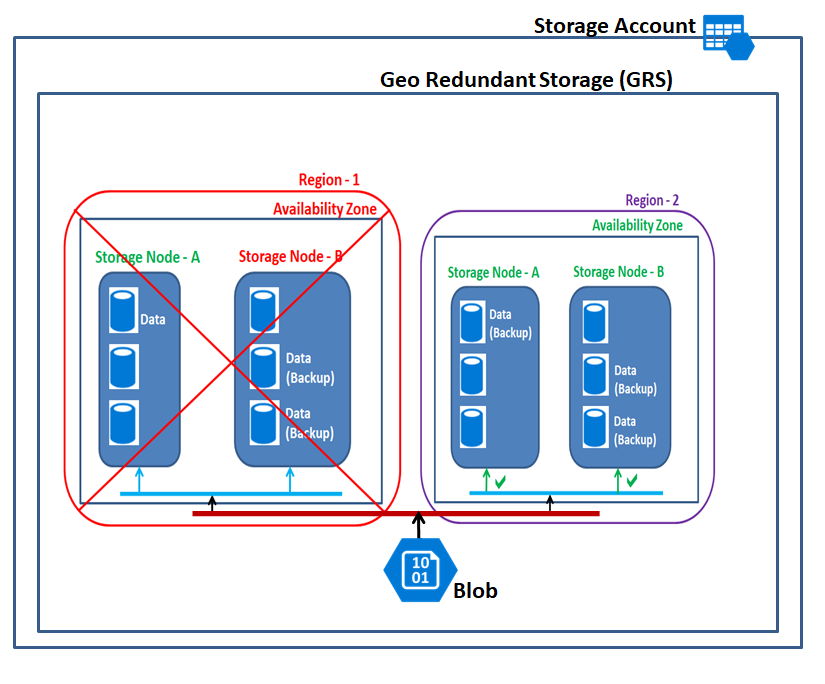 Storage Account
Geo Redundant Storage (GRS)
Region - 1
Availability Zone
Storage Node - A
Storage Node - B
Data
Data
(Backup)
Data
(Backup)
Region - 2
Availability Zone
Storage Node - A
Storage Node - B
Data
(Backup)
Data
(Backup)
Data
(Backup)
10
01
Blob